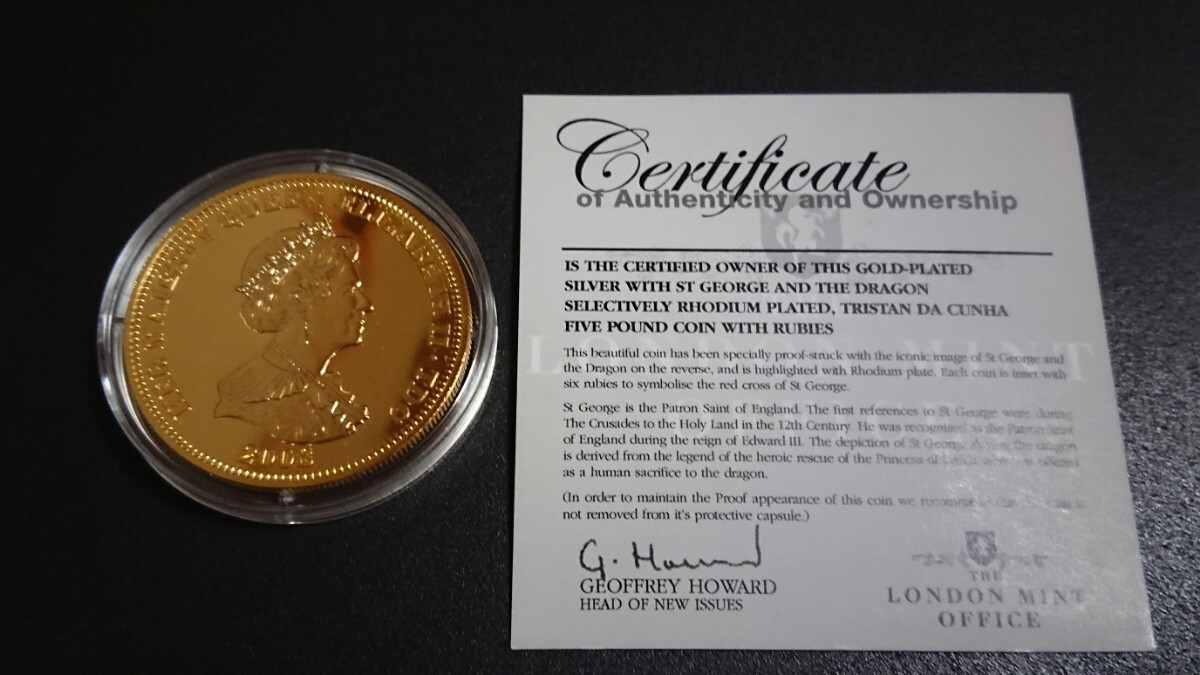 HER MAJESTY QUEEN ELIZABETH II TDC
2008
Certificate
of Authenticity and Ownership
IS THE CERTIFIED OWNER OF THIS GOLD-PLATED
SILVER WITH ST GEORGE AND THE DRAGON
SELECTIVELY RHODIUM PLATED, TRISTAN DA CUNHA
FIVE POUND COIN WITH RUBIES
This beautiful coin has been specially proof-struck with the iconic image of St George and
the Dragon on the reverse, and is highlighted with Rhodium plate. Each coin is inset with
six rubies to symbolise the red cross of St George.
St George is the Patron Saint of England. The first references to St George were during
The Crusades to the Holy Land in the 12th Century. He was recognised as the Patron Saint
of England during the reign of Edward III. The depiction of St George the dragon
is derived from the legend of the heroic rescue of the Princess of offered
as a human sacrifice to the dragon.
(In order to maintain the Proof appearance of this coin we recommend is
not removed from it's protective capsule.)
G. Howard
GEOFFREY HOWARD
HEAD OF NEW ISSUES
THE
LONDON MINT
OFFICE